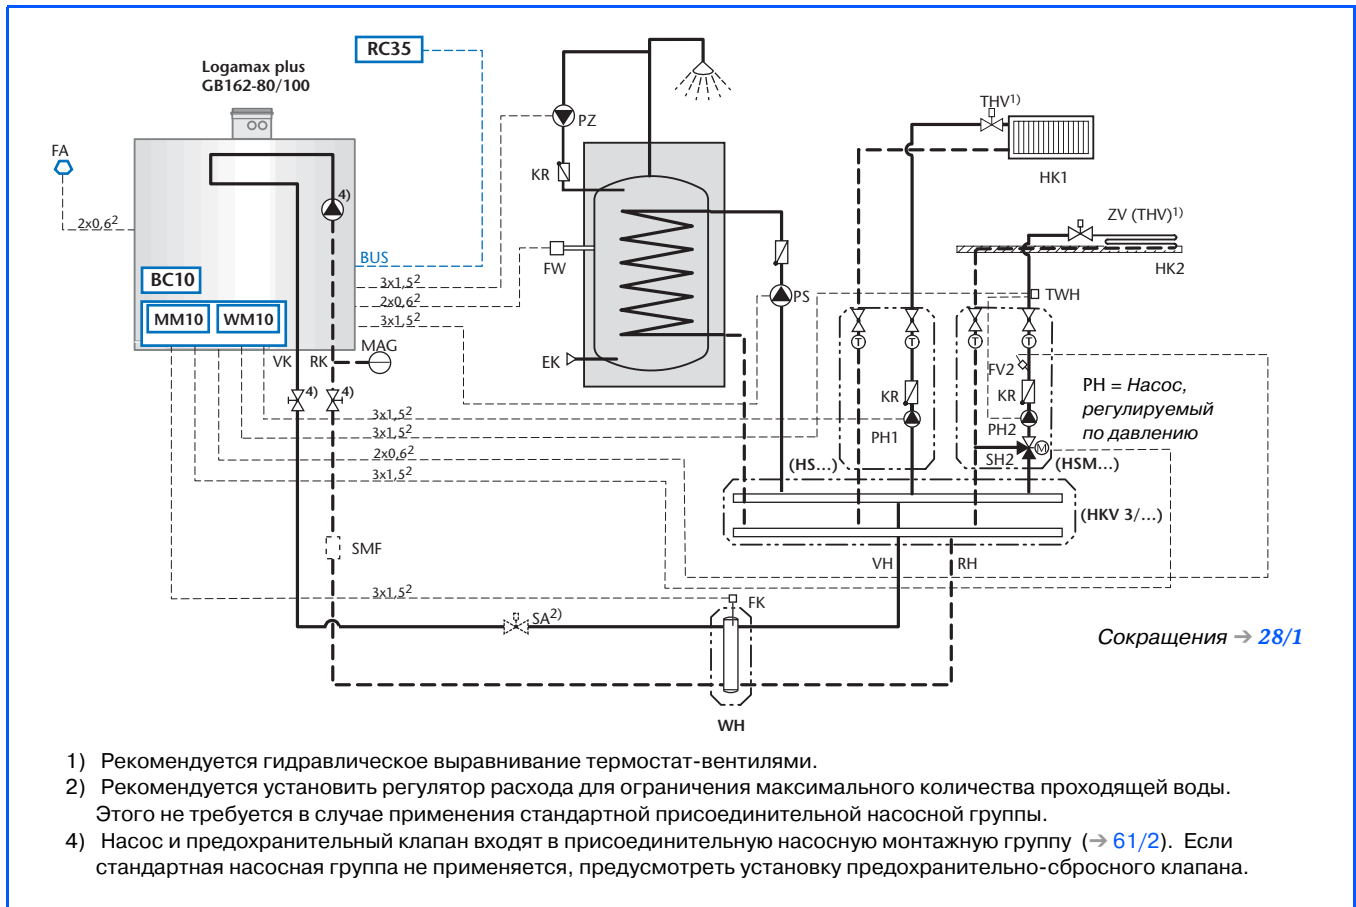 RC35
Logamax plus
GB162-80/100
FA
2x0,6²
BUS
3x1,5²
2x0,6²
3x1,5²
BC10
MM10
WM10
VK
RK
MAG
4)
4)
4)
PZ
KR
FW
EK
PS
THV¹⁾
HK1
ZV (THV)¹⁾
HK2
TWH
T
T
T
T
FV2
KR
KR
PH1
PH2
M
SH2
PH = Насос,
регулируемый
по давлению
(HS...)
(HSM...)
(HKV 3/...)
3x1,5²
3x1,5²
2x0,6²
3x1,5²
SMF
VH
RH
3x1,5²
FK
SA²⁾
WH
Сокращения → 28/1
1) Рекомендуется гидравлическое выравнивание термостат-вентилями.
2) Рекомендуется установить регулятор расхода для ограничения максимального количества проходящей воды.
Этого не требуется в случае применения стандартной присоединительной насосной группы.
4) Насос и предохранительный клапан входят в присоединительную насосную монтажную группу (→ 61/2). Если
стандартная насосная группа не применяется, предусмотреть установку предохранительно-сбросного клапана.